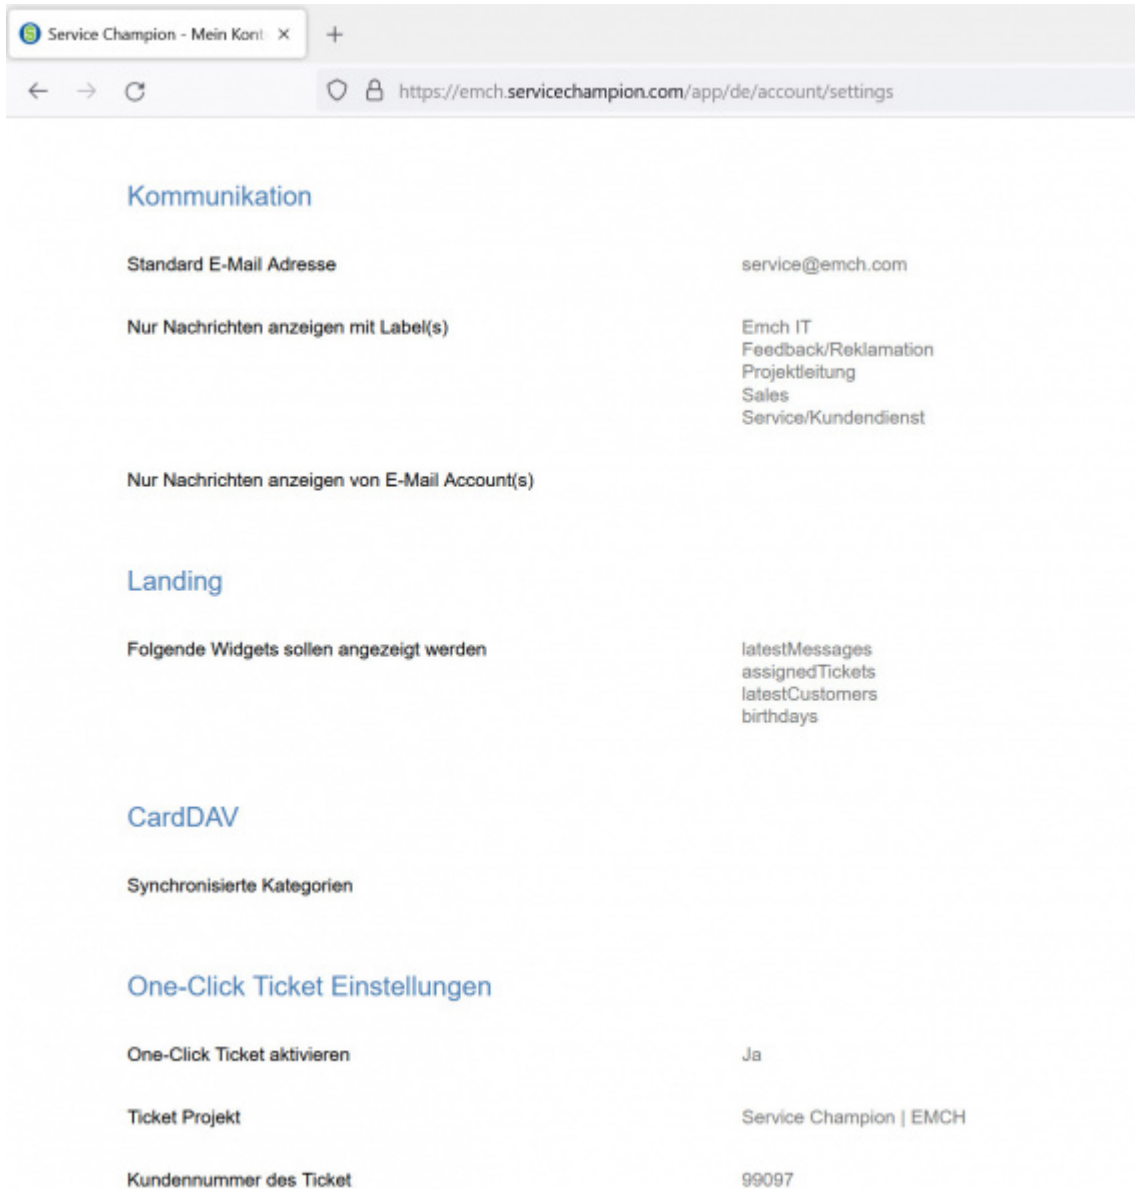 Service Champion - Mein Kont
https://emch.servicechampion.com/app/de/account/settings
Kommunikation
Standard E-Mail Adresse service@emch.com
Nur Nachrichten anzeigen mit Label(s) Emch IT
Feedback/Reklamation
Projektleitung
Sales
Service/Kundendienst
Nur Nachrichten anzeigen von E-Mail Account(s)
Landing
Folgende Widgets sollen angezeigt werden latestMessages
assignedTickets
latestCustomers
birthdays
CardDAV
Synchronisierte Kategorien
One-Click Ticket Einstellungen
One-Click Ticket aktivieren Ja
Ticket Projekt Service Champion | EMCH
Kundennummer des Ticket 99097